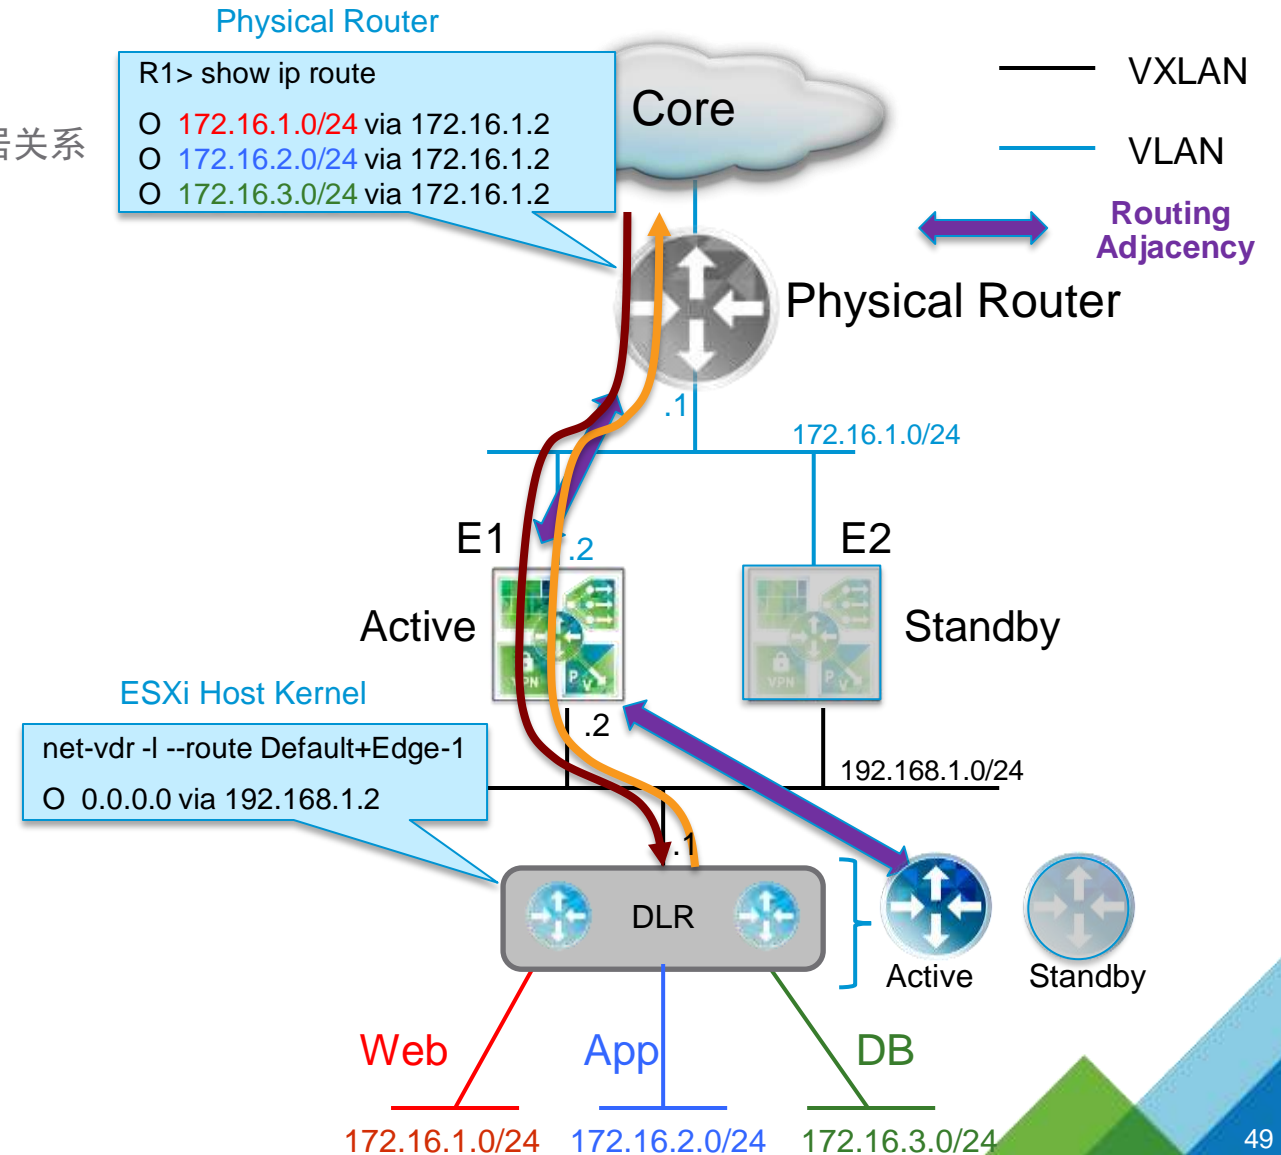 Physical Router
R1> show ip route
O 172.16.1.0/24 via 172.16.1.2
O 172.16.2.0/24 via 172.16.1.2
O 172.16.3.0/24 via 172.16.1.2
居关系
Core
VXLAN
VLAN
Routing
Adjacency
Physical Router
.1
172.16.1.0/24
E1
.2
E2
Active
Standby
VPN
VPN
ESXi Host Kernel
net-vdr -l --route Default+Edge-1
O 0.0.0.0 via 192.168.1.2
.2
192.168.1.0/24
.1
DLR
Active
Standby
Web
App
DB
172.16.1.0/24
172.16.2.0/24
172.16.3.0/24
49